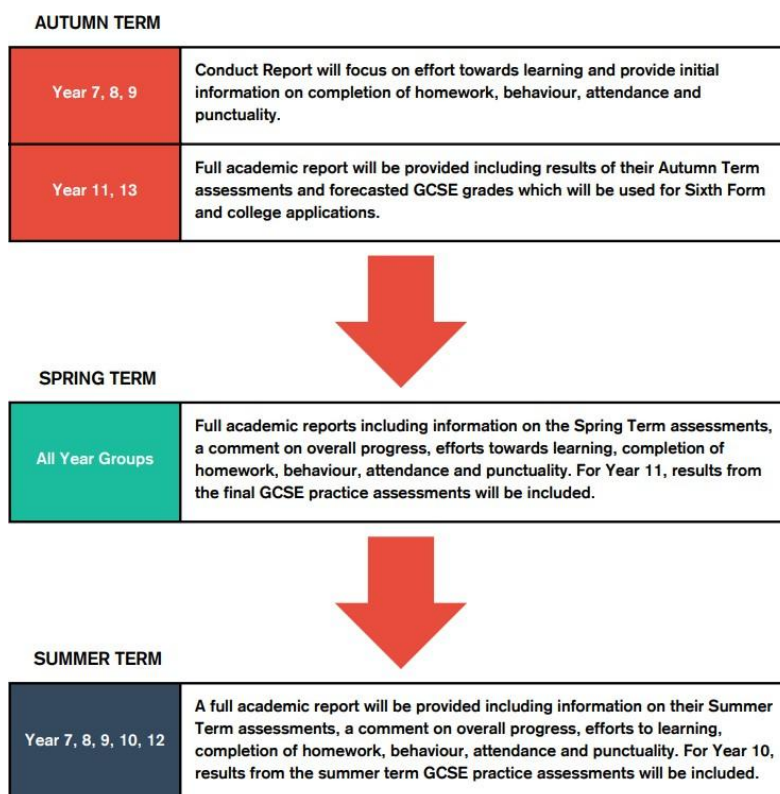 AUTUMN TERM
Year 7, 8, 9
Conduct Report will focus on effort towards learning and provide initial
information on completion of homework, behaviour, attendance and
punctuality.
Year 11, 13
Full academic report will be provided including results of their Autumn Term
assessments and forecasted GCSE grades which will be used for Sixth Form
and college applications.
SPRING TERM
All Year Groups
Full academic reports including information on the Spring Term assessments,
a comment on overall progress, efforts towards learning, completion of
homework, behaviour, attendance and punctuality. For Year 11, results from
the final GCSE practice assessments will be included.
SUMMER TERM
Year 7, 8, 9, 10, 12
A full academic report will be provided including information on their Summer
Term assessments, a comment on overall progress, efforts to learning,
completion of homework, behaviour, attendance and punctuality. For Year 10,
results from the summer term GCSE practice assessments will be included.